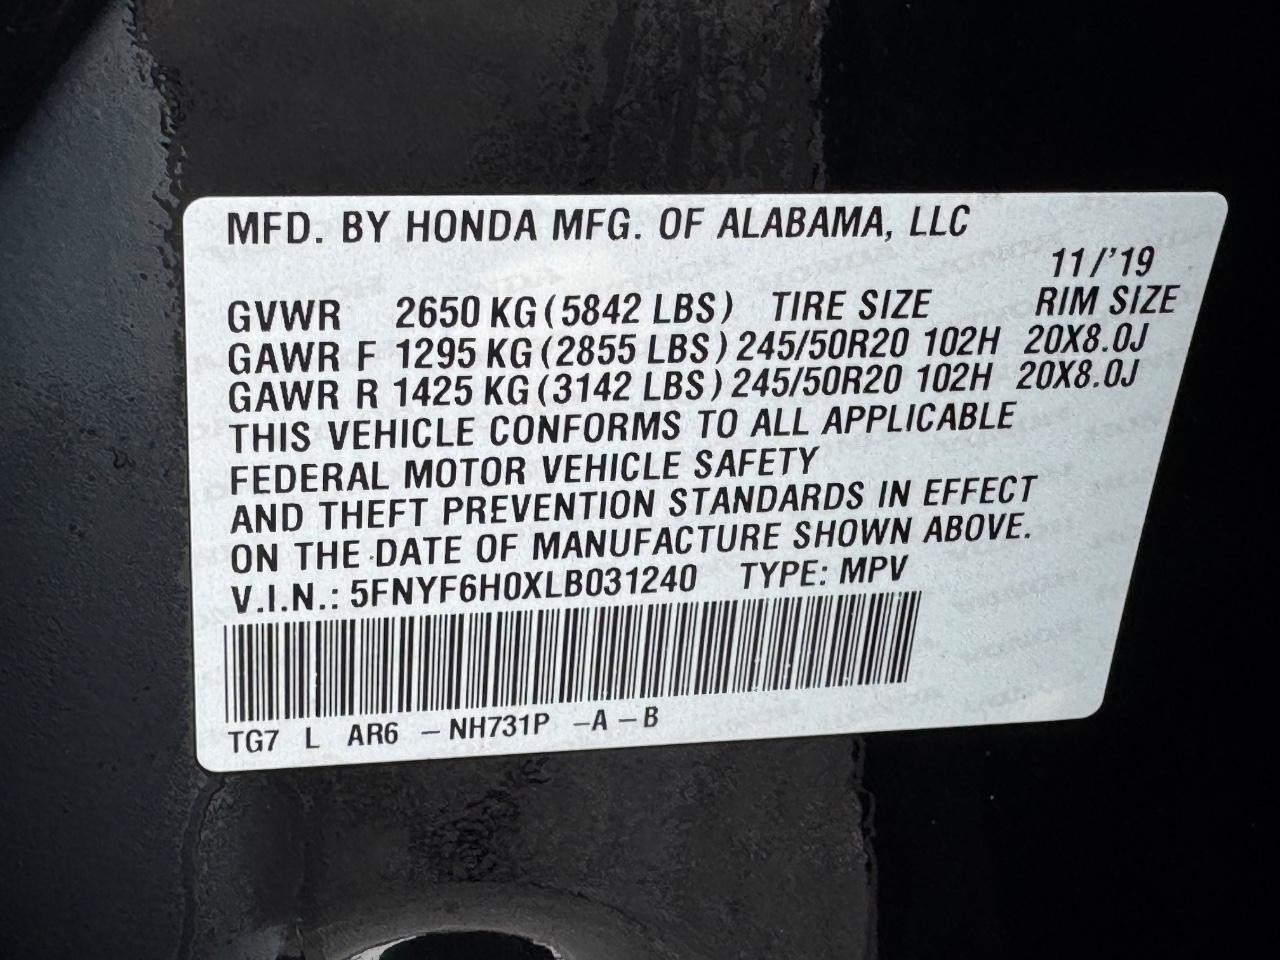 MFD. BY HONDA MFG. OF ALABAMA, LLC
11/'19
GVWR 2650 KG (5842 LBS) TIRE SIZE RIM SIZE
GAWR F 1295 KG (2855 LBS) 245/50R20 102H 20X8.0J
GAWR R 1425 KG (3142 LBS) 245/50R20 102H 20X8.0J
THIS VEHICLE CONFORMS TO ALL APPLICABLE
FEDERAL MOTOR VEHICLE SAFETY
AND THEFT PREVENTION STANDARDS IN EFFECT
ON THE DATE OF MANUFACTURE SHOWN ABOVE.
V.I.N.: 5FNYF6H0XLB031240 TYPE: MPV
TG7 L AR6 - NH731P -A - B